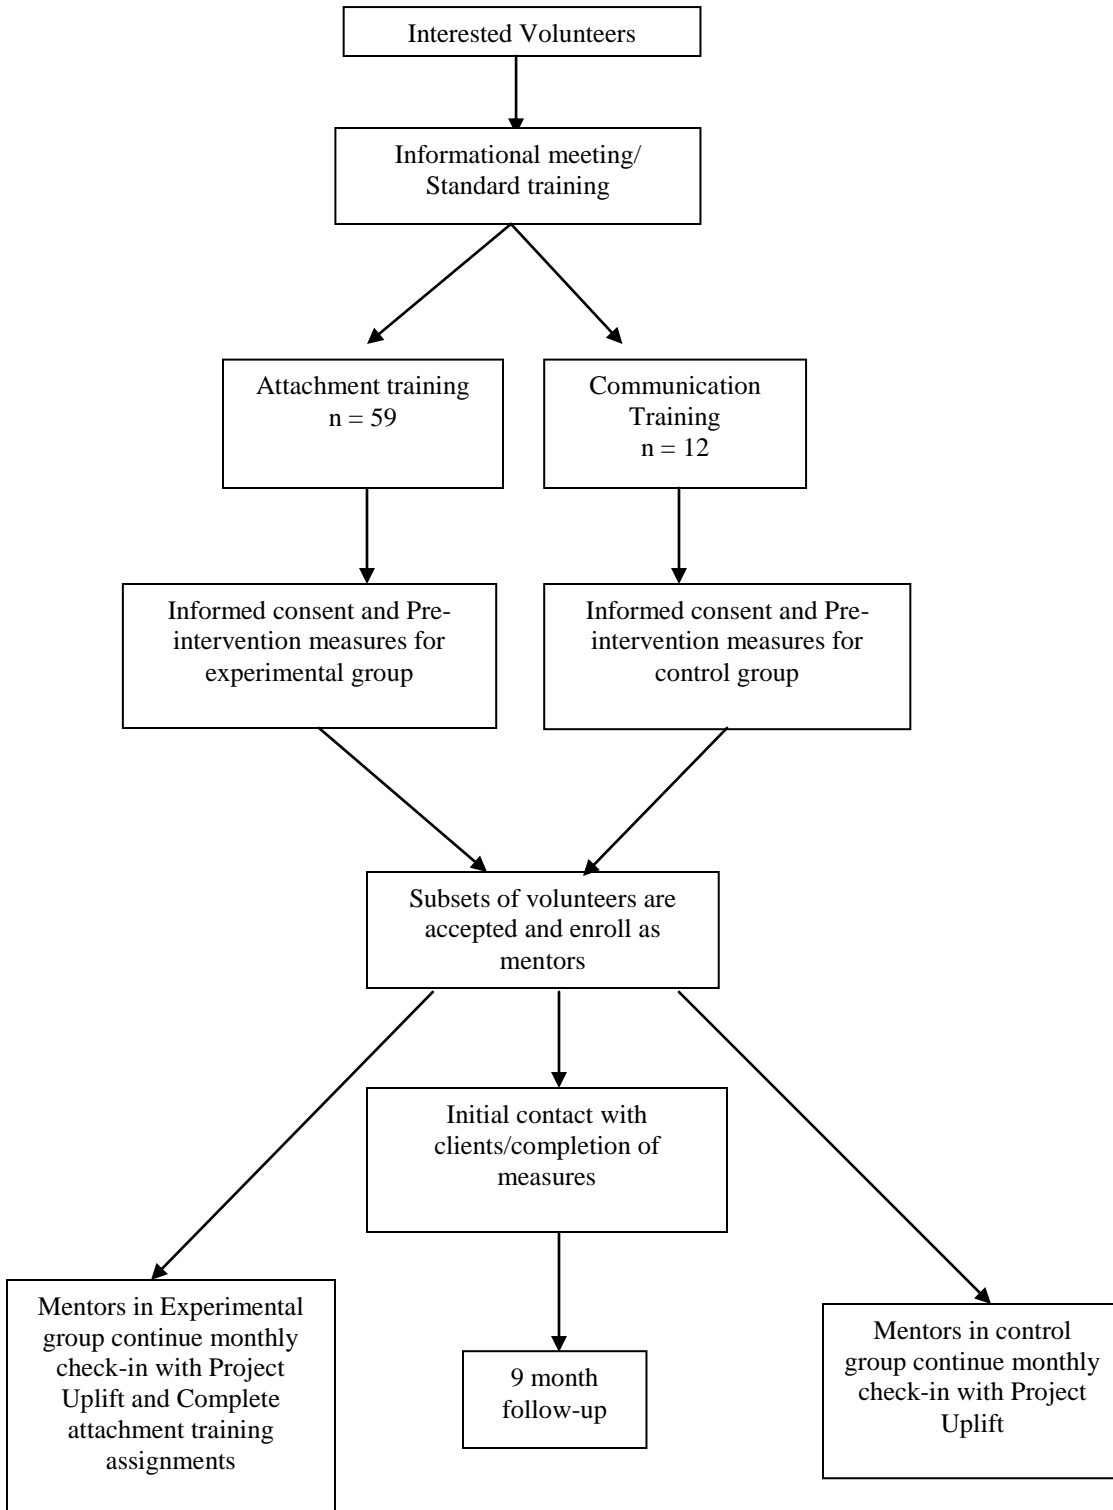 Interested Volunteers
Informational meeting/
Standard training
Attachment training
n = 59
Communication
Training
n = 12
Informed consent and Pre-
intervention measures for
experimental group
Informed consent and Pre-
intervention measures for
control group
Subsets of volunteers are
accepted and enroll as
mentors
Initial contact with
clients/completion of
measures
Mentors in Experimental
group continue monthly
check-in with Project
Uplift and Complete
attachment training
assignments
9 month
follow-up
Mentors in control
group continue monthly
check-in with Project
Uplift